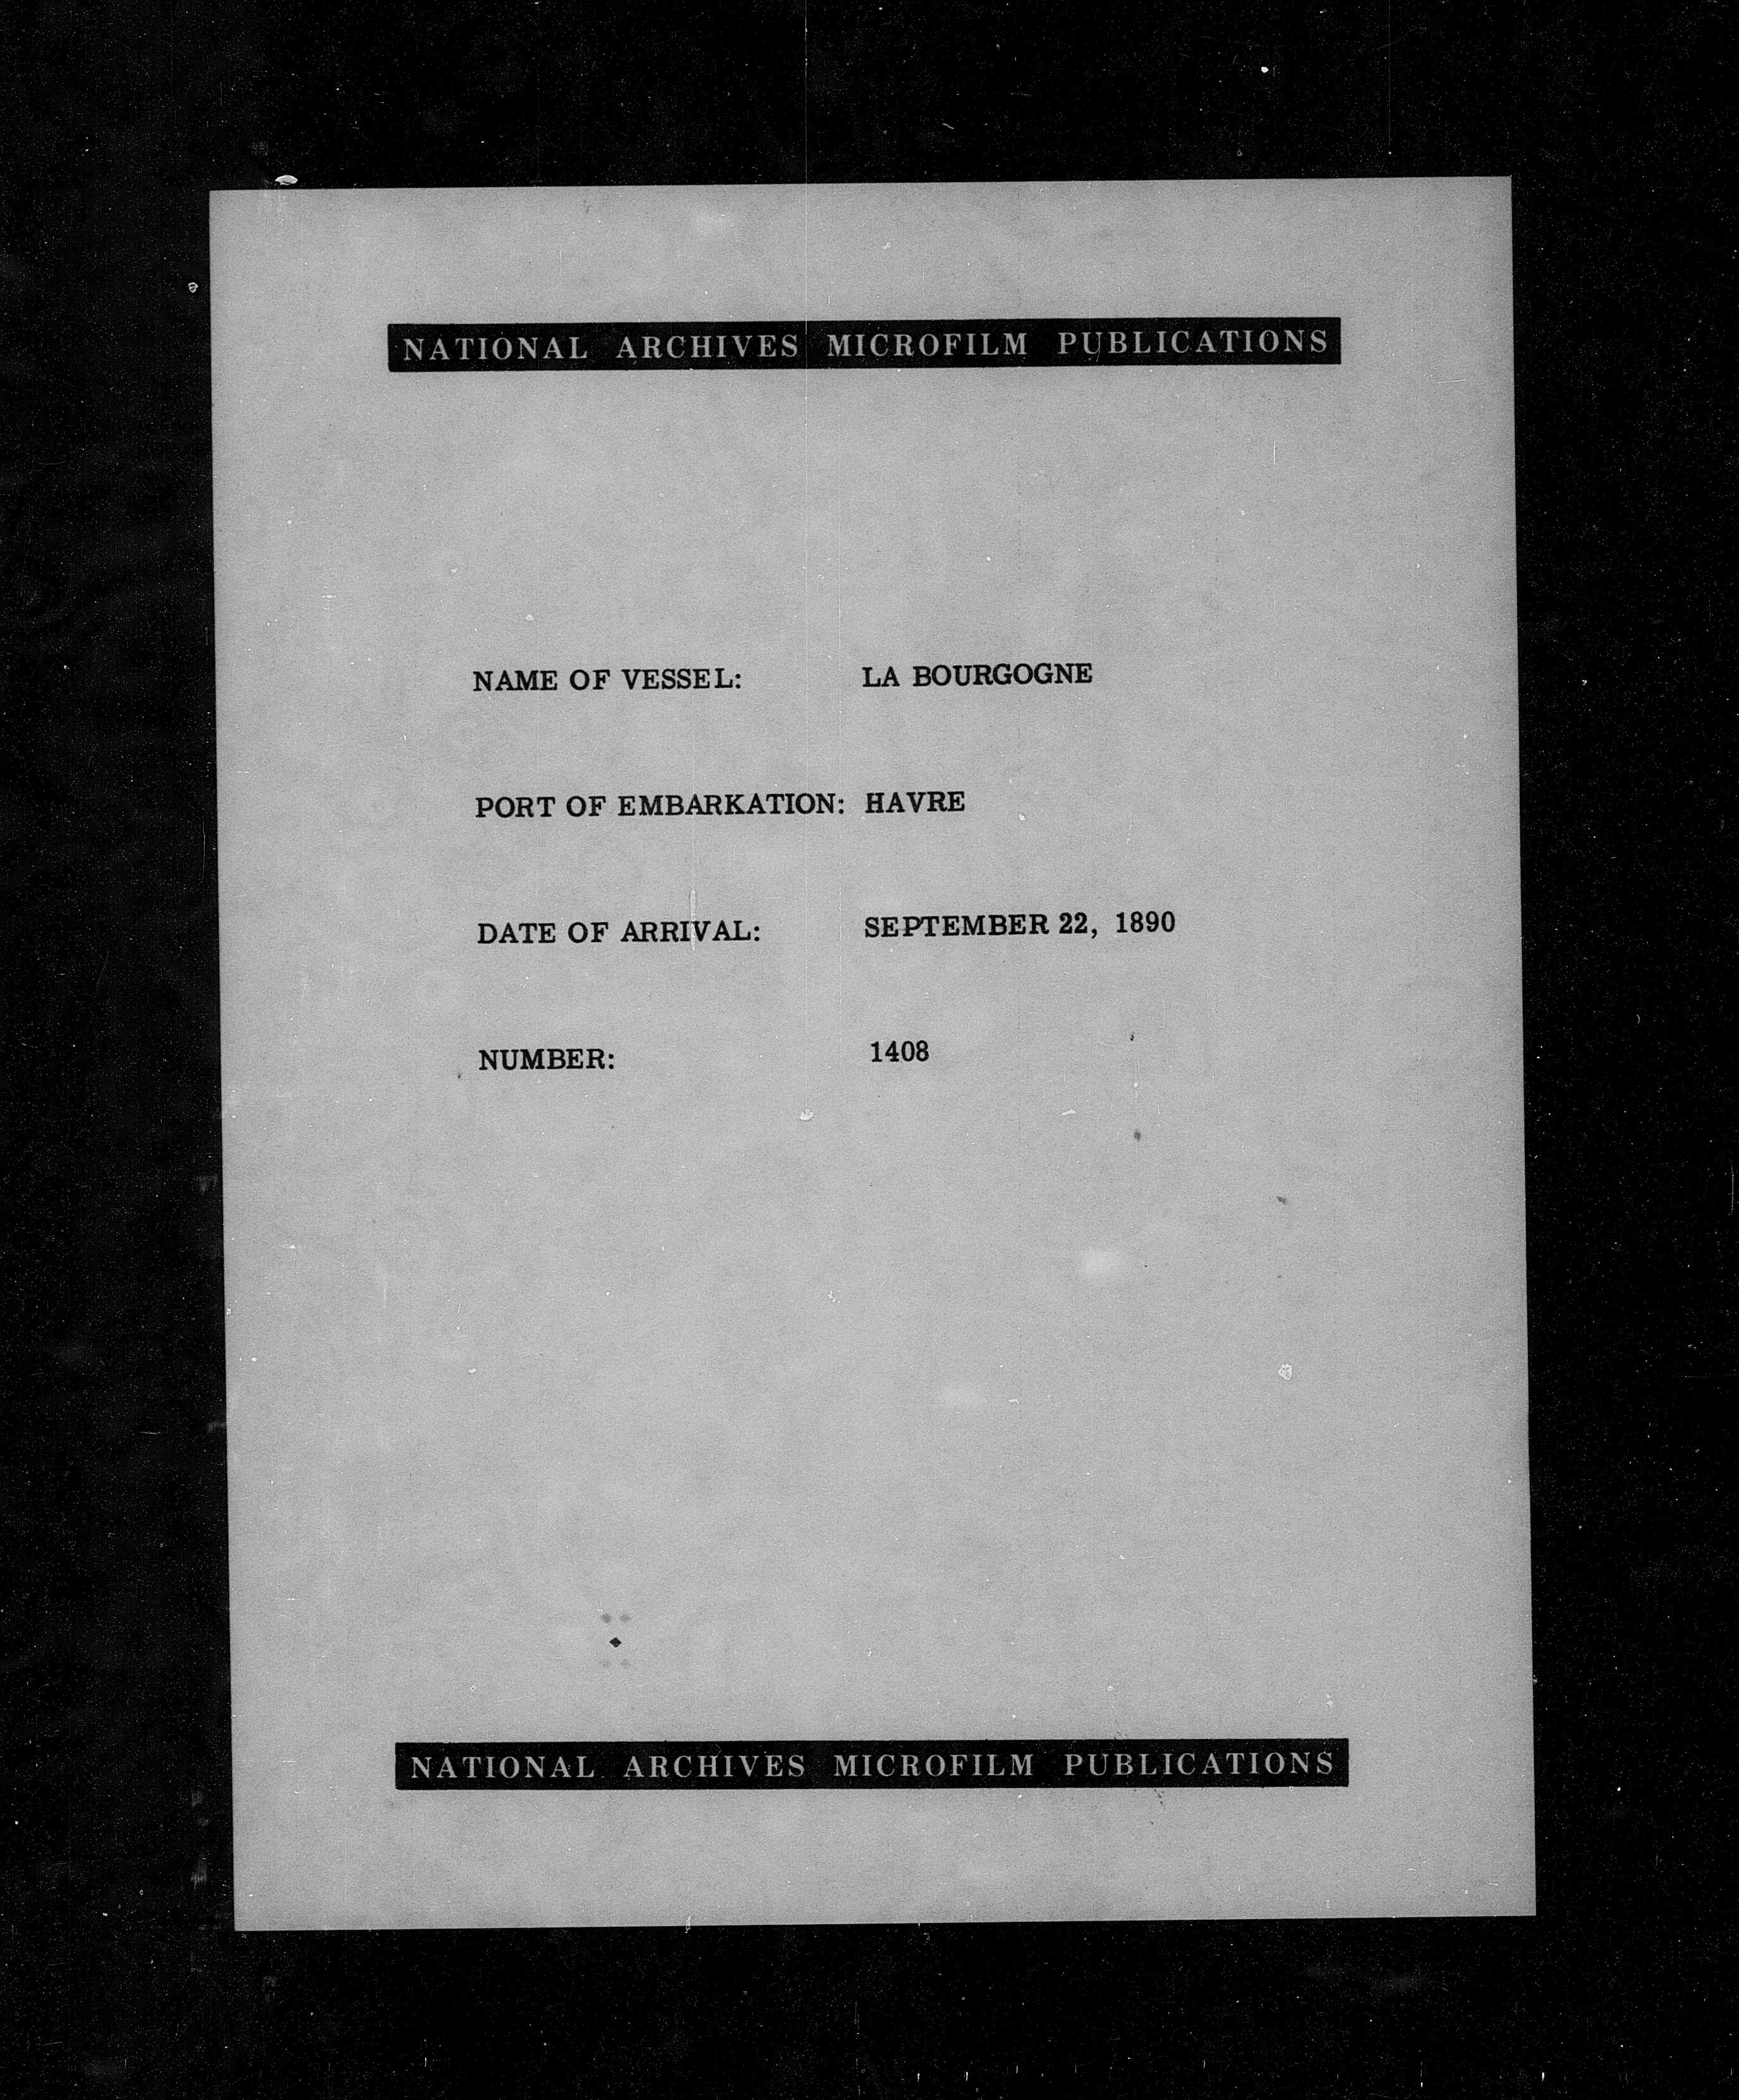 NATIONAL ARCHIVES MICROFILM PUBLICATIONS
NAME OF VESSEL: LA BOURGOGNE
PORT OF EMBARKATION: HAVRE
DATE OF ARRIVAL: SEPTEMBER 22, 1890
NUMBER: 1408
NATIONAL ARCHIVES MICROFILM PUBLICATIONS